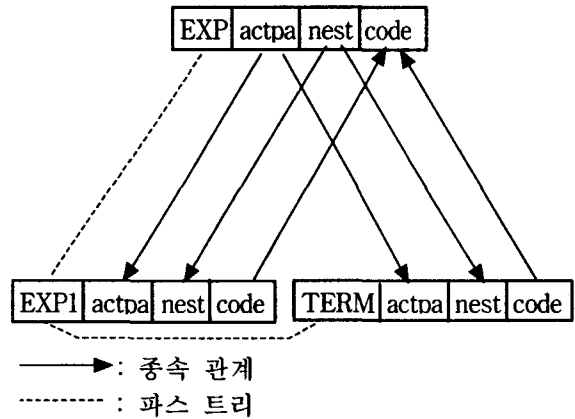 EXP actpa nest code
EXP1 actpa nest code TERM actpa nest code
: 종속 관계
: 파스 트리